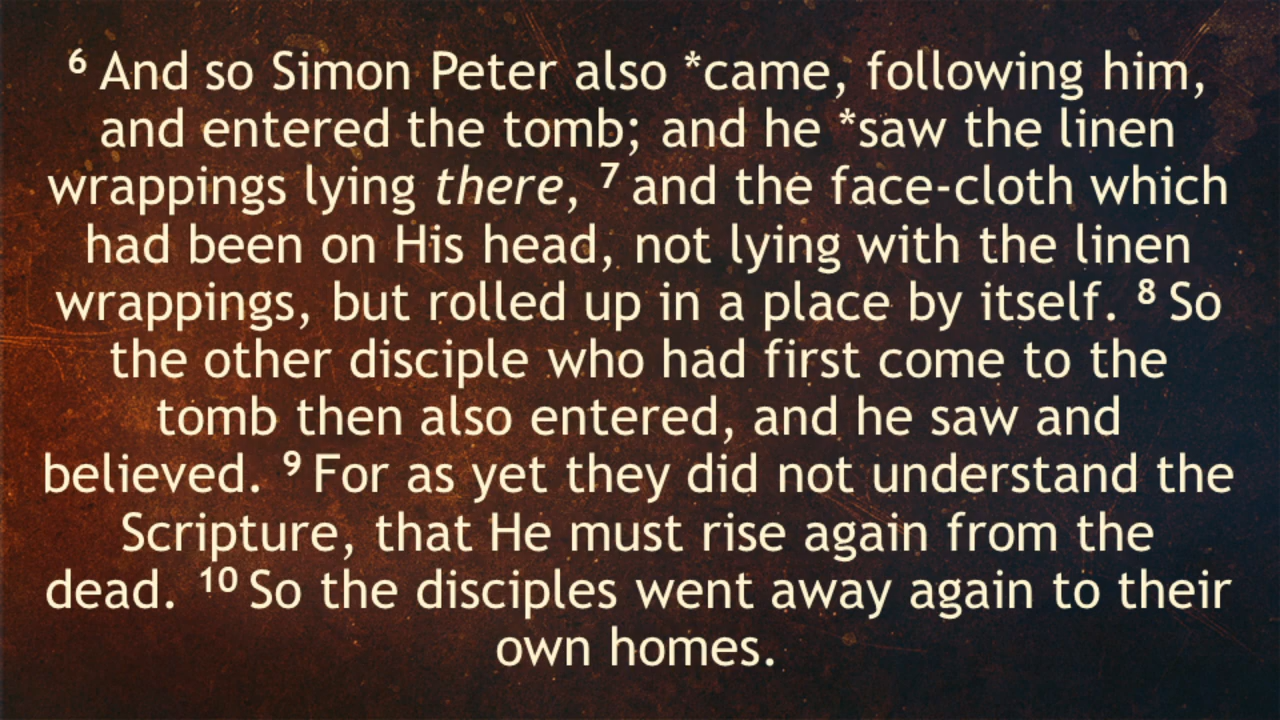 6 And so Simon Peter also *came, following him,
and entered the tomb; and he *saw the linen
wrappings lying there, 7 and the face-cloth which
had been on His head, not lying with the linen
wrappings, but rolled up in a place by itself. 8 So
the other disciple who had first come to the
tomb then also entered, and he saw and
believed. 9 For as yet they did not understand the
Scripture, that He must rise again from the
dead. 10 So the disciples went away again to their
own homes.